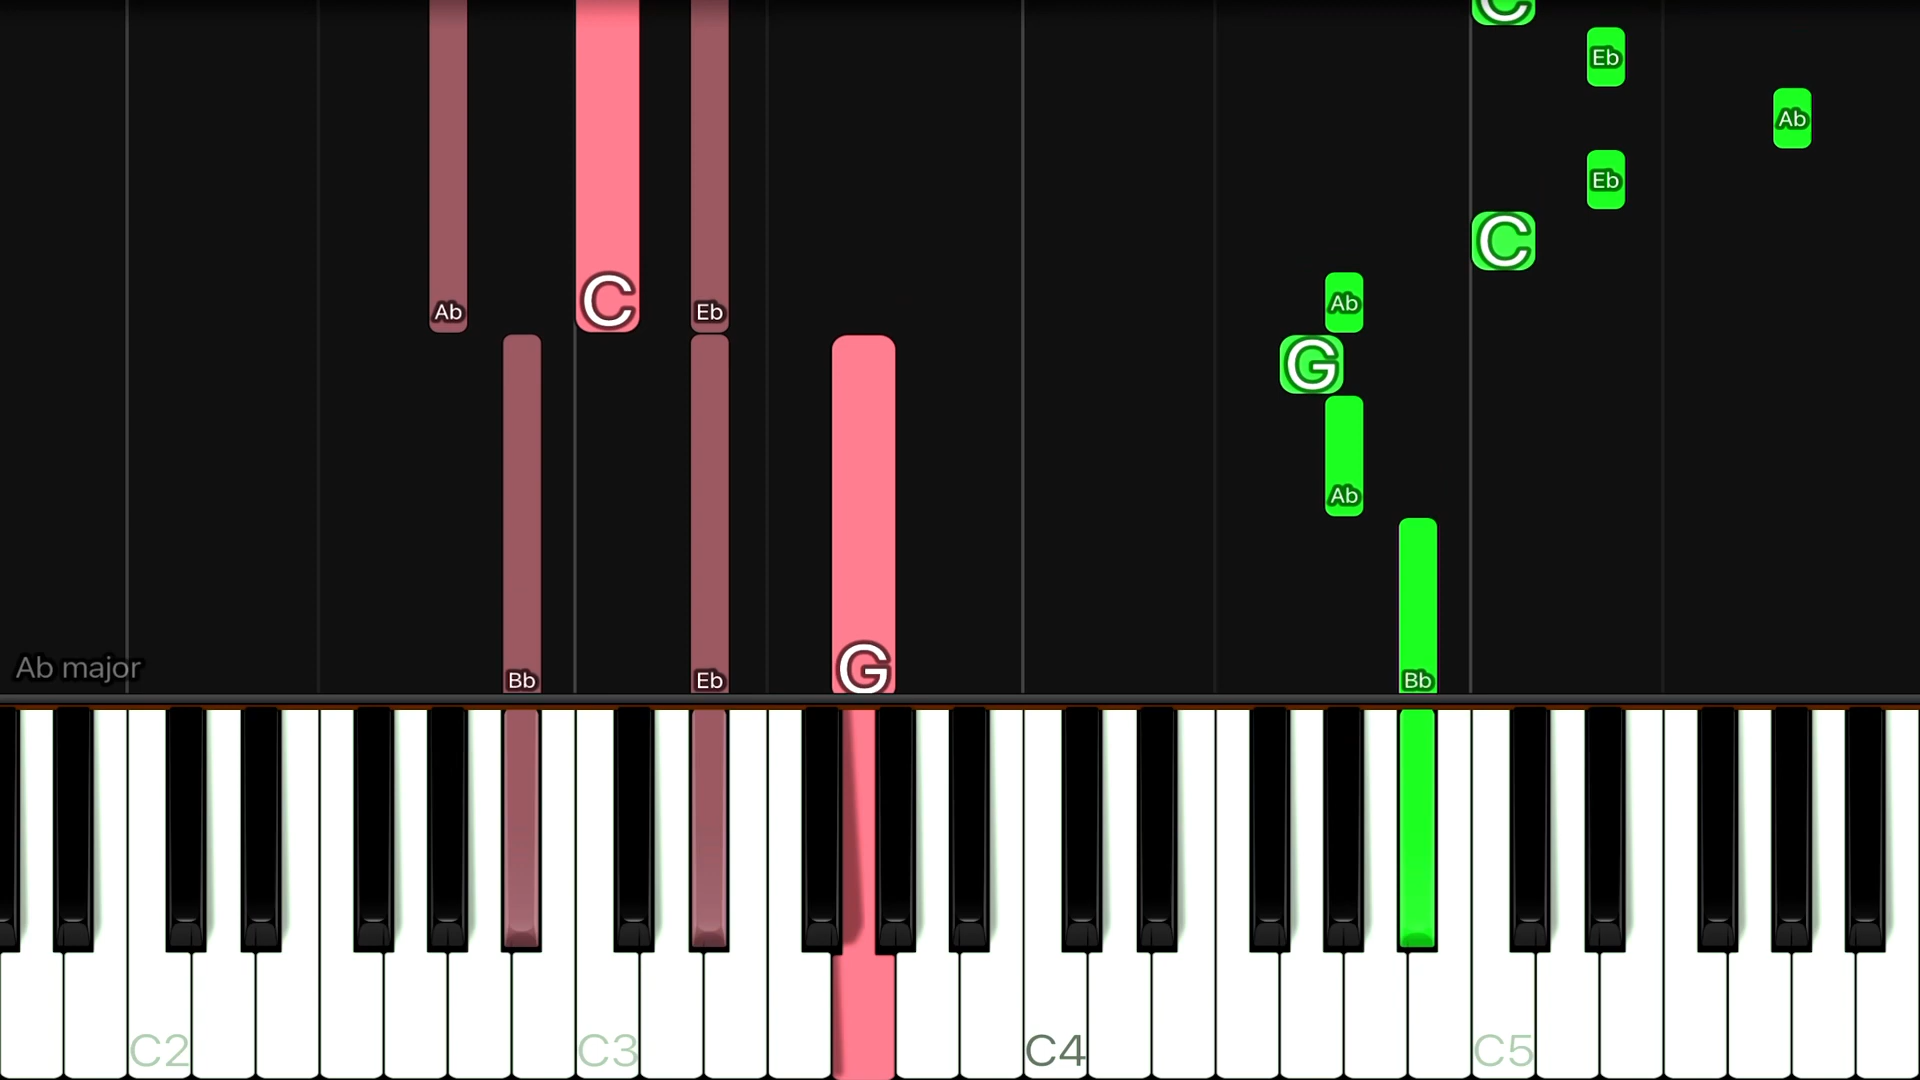 C
Eb
Ab
Eb
C
Ab C Eb Ab
G
Ab
Ab major
Bb Eb G Bb
C2 C3 C4 C5